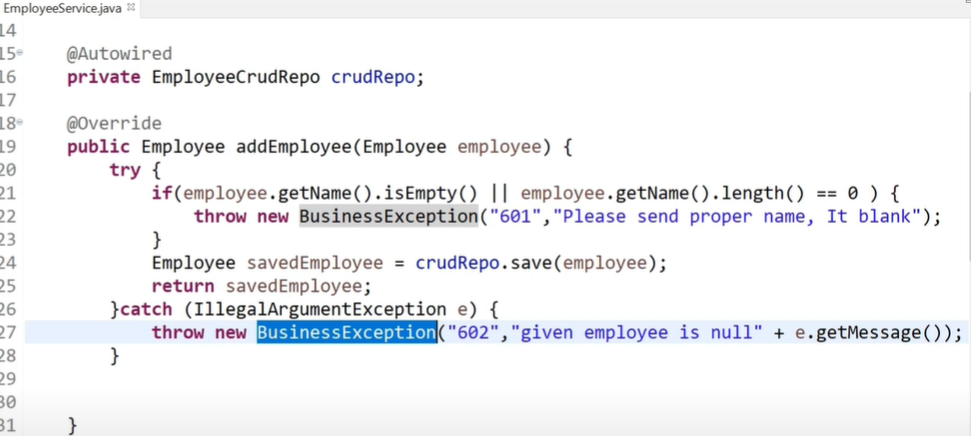 EmployeeService.java
14
15 @Autowired
16 private EmployeeCrudRepo crudRepo;
17
18 @Override
19 public Employee addEmployee(Employee employee) {
20 try {
21 if(employee.getName().isEmpty() || employee.getName().length() == 0 ) {
22 throw new BusinessException("601","Please send proper name, It blank");
23 }
24 Employee savedEmployee = crudRepo.save(employee);
25 return savedEmployee;
26 }catch (IllegalArgumentException e) {
27 throw new BusinessException("602","given employee is null" + e.getMessage());
28 }
29
30
31 }